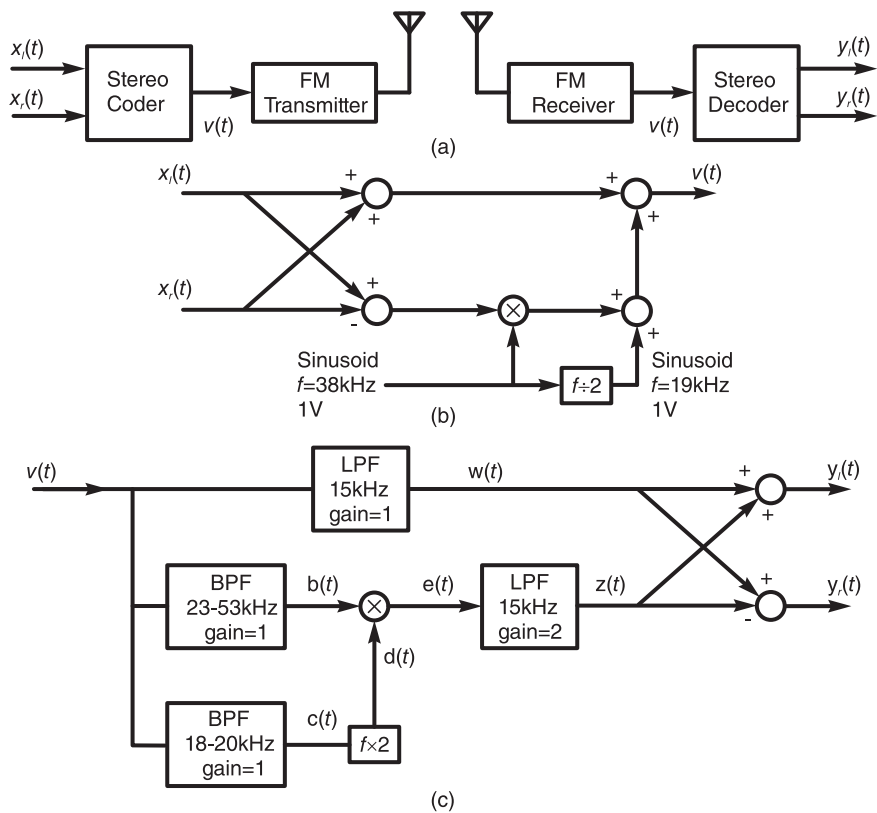 xₗ(t)
xᵣ(t)
Stereo
Coder
v(t)
FM
Transmitter
FM
Receiver
v(t)
Stereo
Decoder
yₗ(t)
yᵣ(t)
(a)
xₗ(t)
xᵣ(t)
+
+
+
-
×
+
+
v(t)
+
+
Sinusoid
f=38kHz
1V
f÷2
Sinusoid
f=19kHz
1V
(b)
v(t)
LPF
15kHz
gain=1
w(t)
+
+
yₗ(t)
BPF
23-53kHz
gain=1
b(t)
×
e(t)
LPF
15kHz
gain=2
z(t)
+
-
yᵣ(t)
d(t)
BPF
18-20kHz
gain=1
c(t)
f×2
(c)